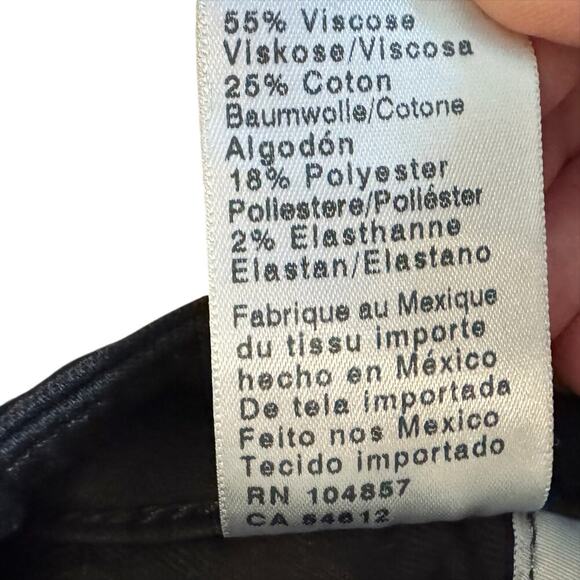 55% Viscose
Viskose/Viscosa
25% Coton
Baumwolle/Cotone
Algodón
18% Polyester
Poliestere/Poliéster
2% Elasthanne
Elastan/Elastano
Fabrique au Mexique
du tissu importe
hecho en México
De tela importada
Feito nos Mexico
Tecido importado
RN 104857
CA 54612